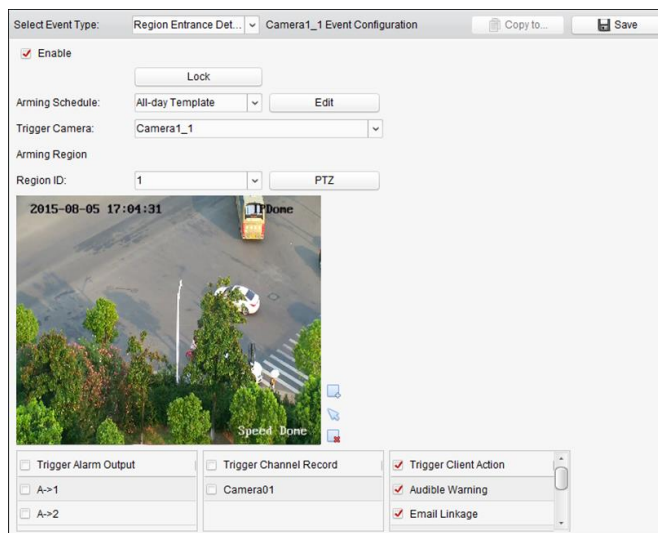 Select Event Type: Region Entrance Det... Camera1_1 Event Configuration Copy to... Save
Enable
Lock
Arming Schedule: All-day Template Edit
Trigger Camera: Camera1_1
Arming Region
Region ID: 1 PTZ
2015-08-05 17:04:31 IPDome
Speed Dome
Trigger Alarm Output Trigger Channel Record Trigger Client Action
A->1 Camera01 Audible Warning
A->2 Email Linkage